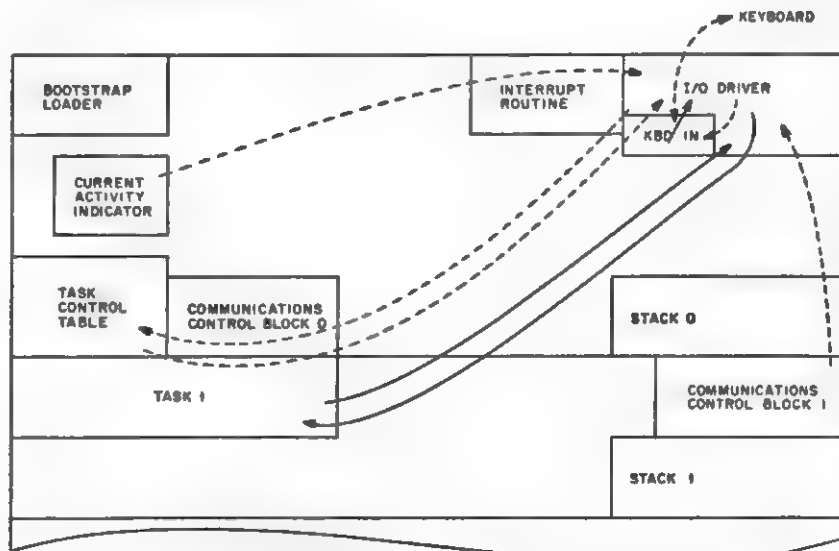 KEYBOARD
BOOTSTRAP
LOADER
INTERRUPT
ROUTINE
I/O DRIVER
KBD IN
CURRENT
ACTIVITY
INDICATOR
TASK
CONTROL
TABLE
COMMUNICATIONS
CONTROL BLOCK 0
STACK 0
TASK 1
COMMUNICATIONS
CONTROL BLOCK 1
STACK 1